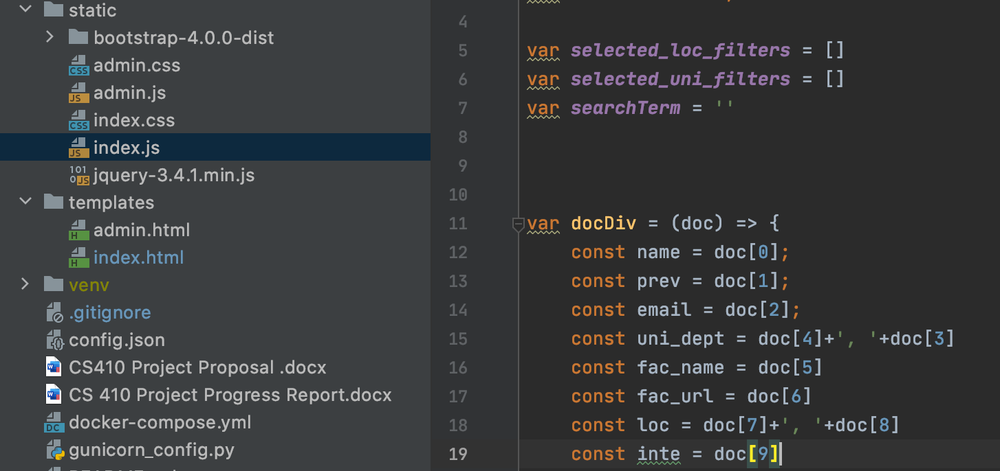 static
bootstrap-4.0.0-dist
admin.css
admin.js
index.css
index.js
jquery-3.4.1.min.js
templates
admin.html
index.html
venv
.gitignore
config.json
CS410 Project Proposal .docx
CS 410 Project Progress Report.docx
docker-compose.yml
gunicorn_config.py
4
5 var selected_loc_filters = []
6 var selected_uni_filters = []
7 var searchTerm = ''
8
9
10
11 var docDiv = (doc) => {
12 const name = doc[0];
13 const prev = doc[1];
14 const email = doc[2];
15 const uni_dept = doc[4]+', '+doc[3]
16 const fac_name = doc[5]
17 const fac_url = doc[6]
18 const loc = doc[7]+', '+doc[8]
19 const inte = doc[9]